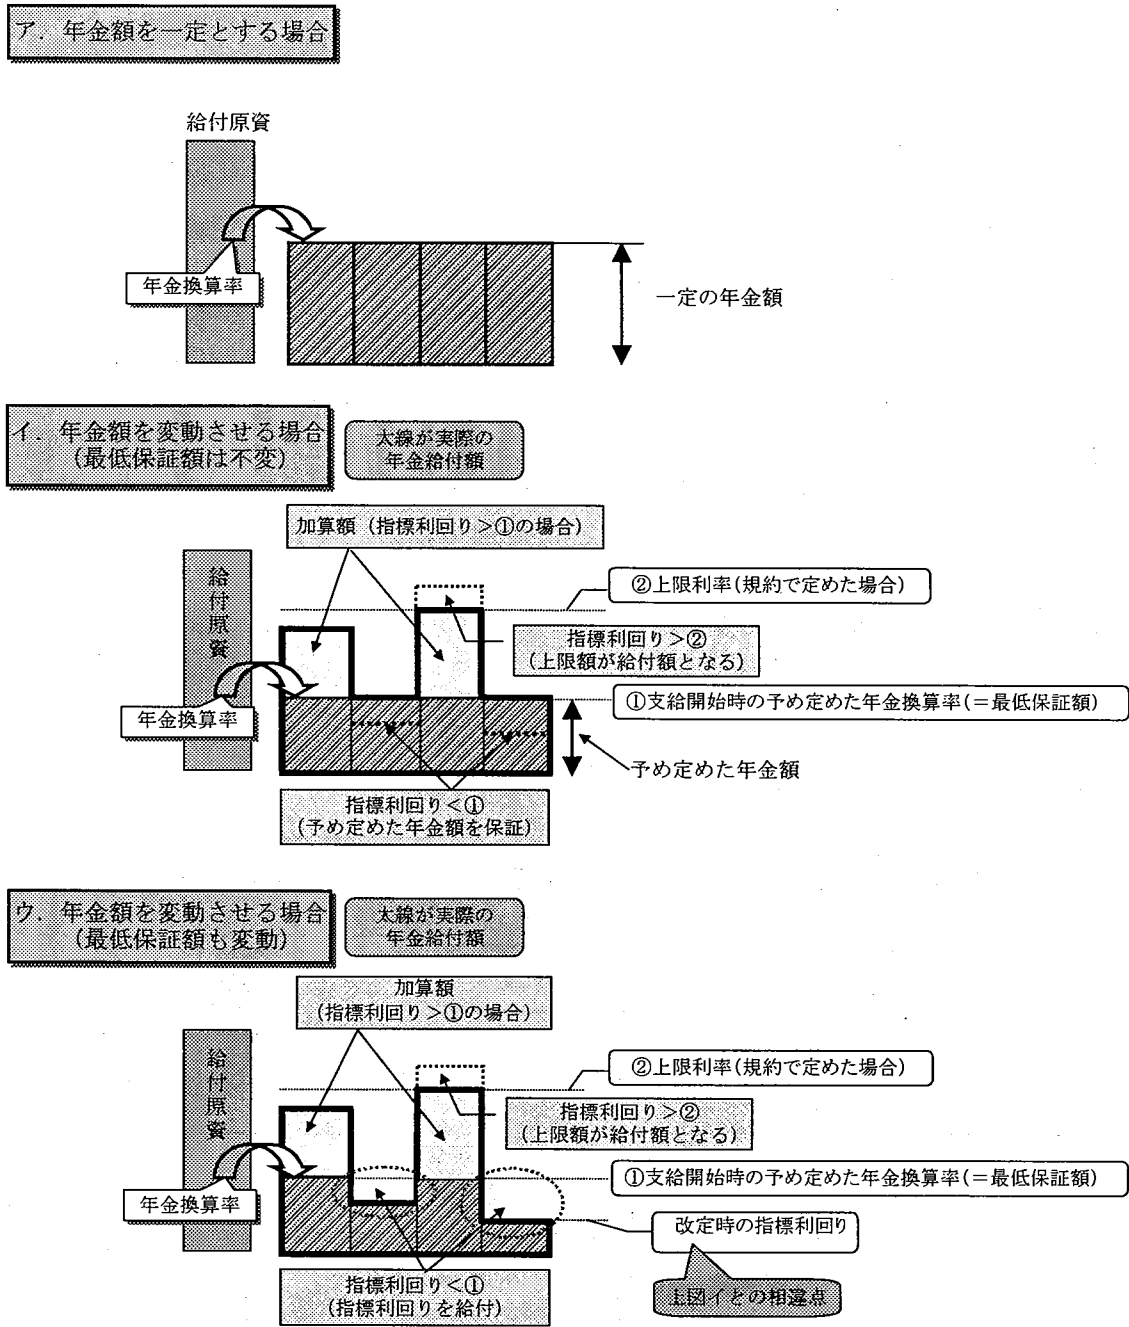 ア．年金額を一定とする場合
給付原資
年金換算率
一定の年金額
イ．年金額を変動させる場合
（最低保証額は不変）
太線が実際の
年金給付額
加算額（指標利回り＞①の場合）
給付原資
②上限利率（規約で定めた場合）
指標利回り＞②
（上限額が給付額となる）
①支給開始時の予め定めた年金換算率（＝最低保証額）
年金換算率
予め定めた年金額
指標利回り＜①
（予め定めた年金額を保証）
ウ．年金額を変動させる場合
（最低保証額も変動）
太線が実際の
年金給付額
加算額
（指標利回り＞①の場合）
給付原資
②上限利率（規約で定めた場合）
指標利回り＞②
（上限額が給付額となる）
①支給開始時の予め定めた年金換算率（＝最低保証額）
年金換算率
改定時の指標利回り
指標利回り＜①
（指標利回りを給付）
上図イとの相違点